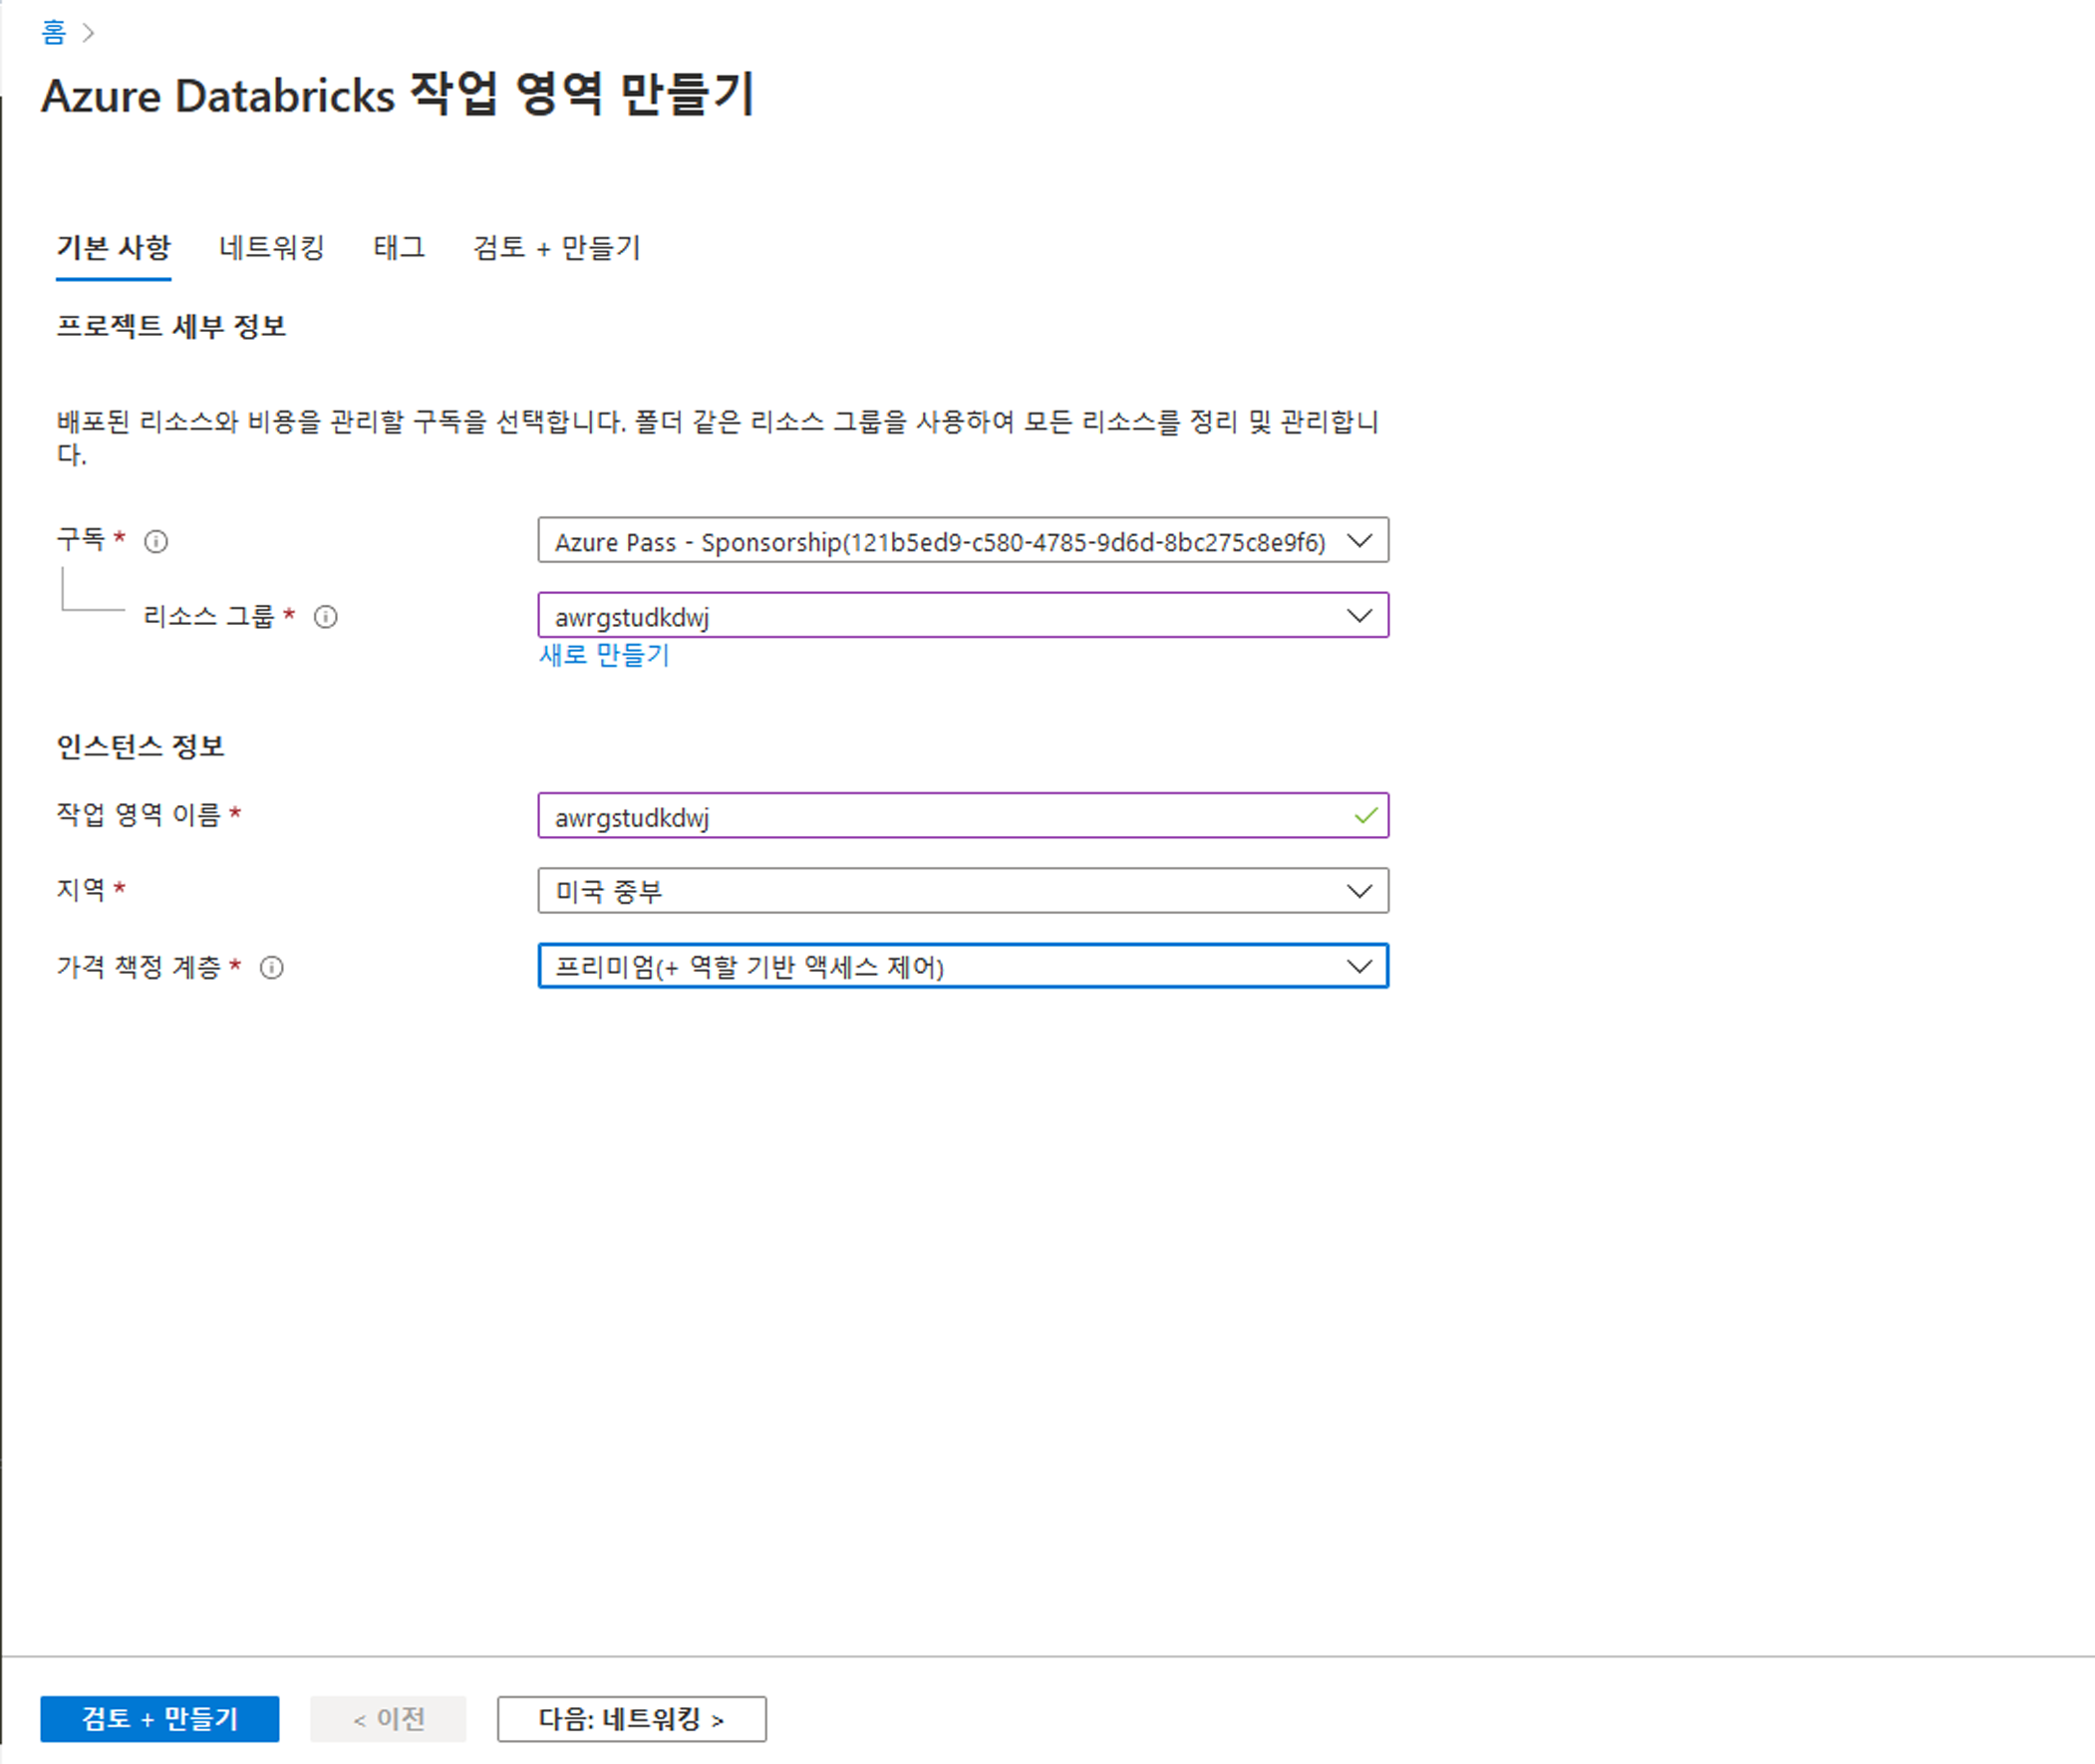 홈 >
Azure Databricks 작업 영역 만들기
기본 사항 네트워킹 태그 검토 + 만들기
프로젝트 세부 정보
배포된 리소스와 비용을 관리할 구독을 선택합니다. 폴더 같은 리소스 그룹을 사용하여 모든 리소스를 정리 및 관리합니
다.
구독 * Azure Pass - Sponsorship(121b5ed9-c580-4785-9d6d-8bc275c8e9f6)
리소스 그룹 * awrgstudkdwj
새로 만들기
인스턴스 정보
작업 영역 이름 * awrgstudkdwj
지역 * 미국 중부
가격 책정 계층 * 프리미엄(+ 역할 기반 액세스 제어)
검토 + 만들기 < 이전 다음: 네트워킹 >